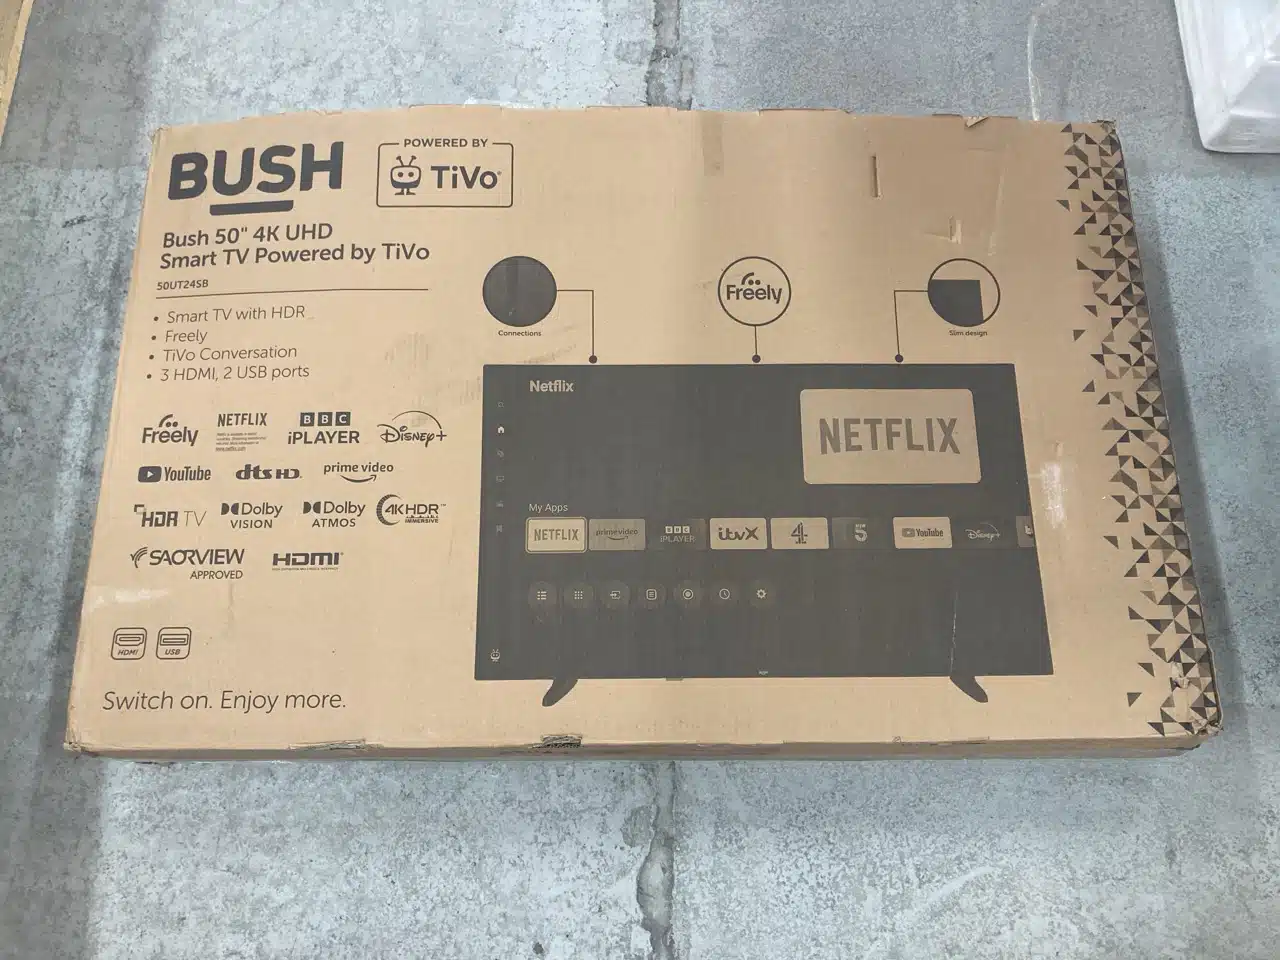 BUSH
POWERED BY
TiVo
Bush 50" 4K UHD
Smart TV Powered by TiVo
50UT24SB
• Smart TV with HDR
• Freely
• TiVo Conversation
• 3 HDMI, 2 USB ports
Freely
NETFLIX
BBC
iPLAYER
Disney+
YouTube
dts HD
prime video
HDR TV
Dolby
VISION
Dolby
ATMOS
4KHDR™
IMMERSIVE
SAORVIEW
APPROVED
HDMI
HDMI
USB
Switch on. Enjoy more.
Connections
Freely
Slim design
Netflix
NETFLIX
My Apps
NETFLIX
prime video
BBC
iPLAYER
itvX
4
5
YouTube
Disney+